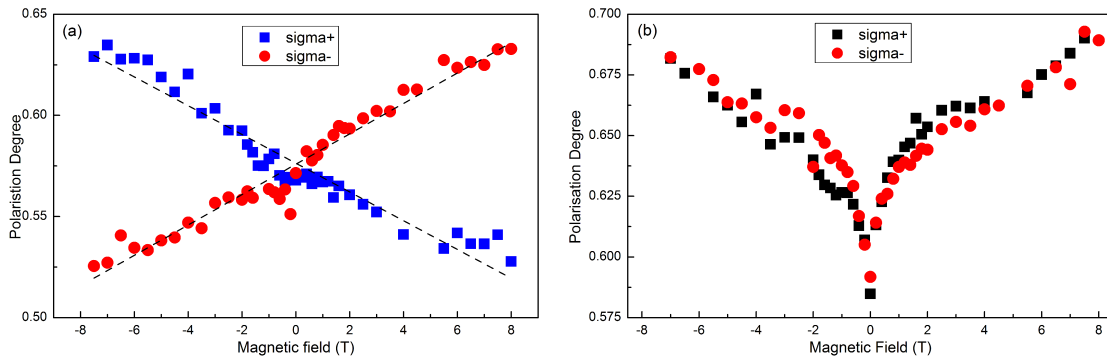 (a)
sigma+
sigma-
Polarisation Degree
0.65
0.60
0.55
0.50
-8 -6 -4 -2 0 2 4 6 8
Magnetic field (T)
(b)
sigma+
sigma-
Polarisation Degree
0.700
0.675
0.650
0.625
0.600
0.575
-8 -6 -4 -2 0 2 4 6 8
Magnetic Field (T)